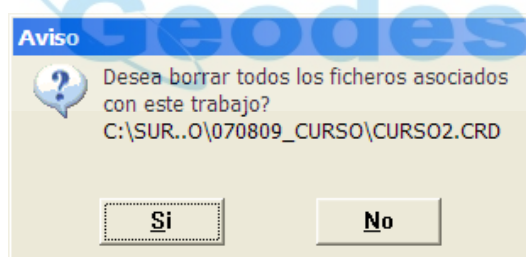 Geodes
Aviso
Desea borrar todos los ficheros asociados
con este trabajo?
C:\SUR..O\070809_CURSO\CURSO2.CRD
Si
No